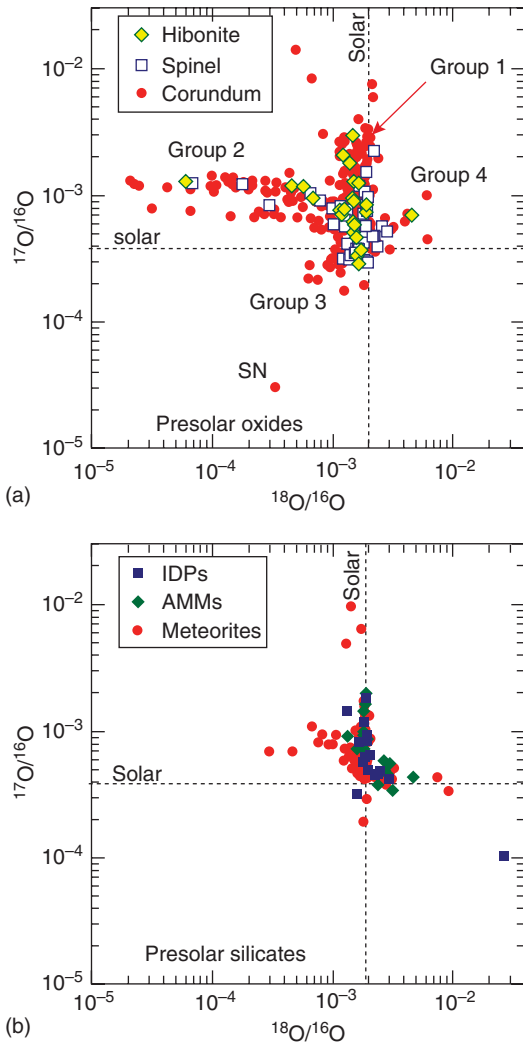 Hibonite
Spinel
Corundum
Solar
Group 1
Group 2
Group 4
solar
Group 3
SN
Presolar oxides
10⁻²
10⁻³
10⁻⁴
10⁻⁵
¹⁷O/¹⁶O
10⁻⁵ 10⁻⁴ 10⁻³ 10⁻²
(a)
¹⁸O/¹⁶O
IDPs
AMMs
Meteorites
Solar
Solar
Presolar silicates
10⁻²
10⁻³
10⁻⁴
10⁻⁵
¹⁷O/¹⁶O
10⁻⁵ 10⁻⁴ 10⁻³ 10⁻²
(b)
¹⁸O/¹⁶O